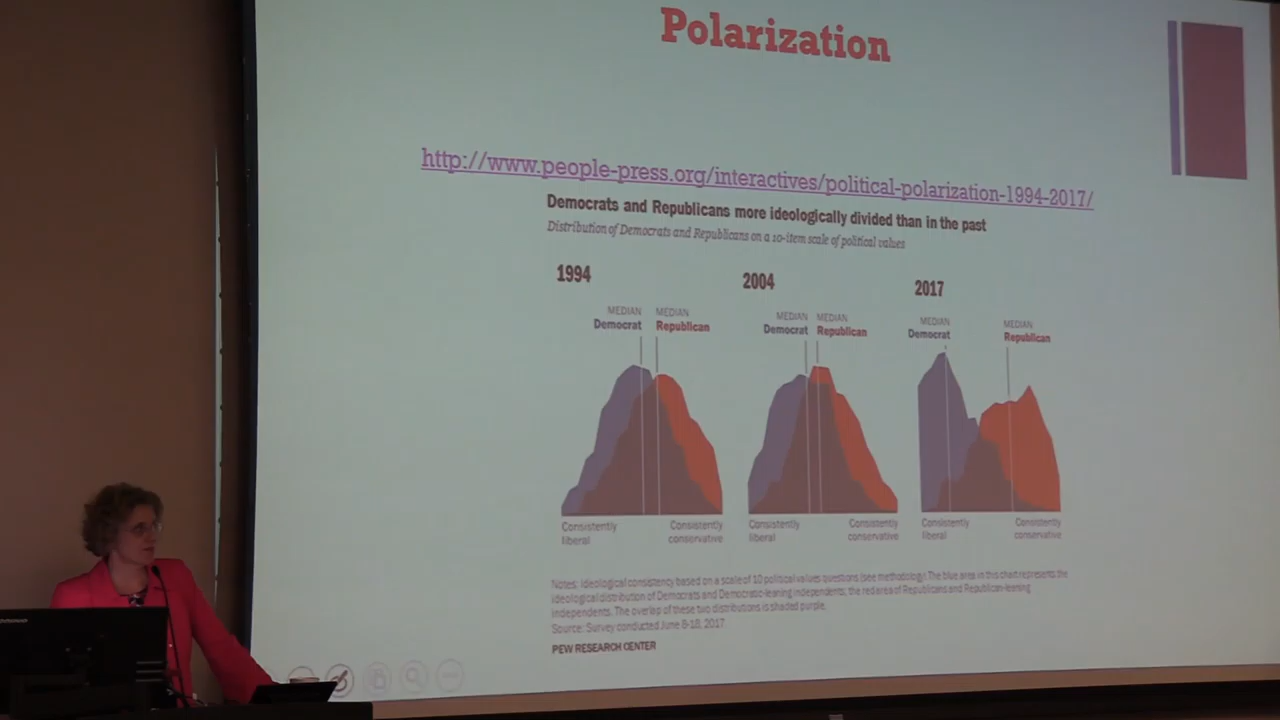 Polarization
http://www.people-press.org/interactives/political-polarization-1994-2017/
Democrats and Republicans more ideologically divided than in the past
Distribution of Democrats and Republicans on a 10-item scale of political values
1994
2004
2017
MEDIAN
Democrat
MEDIAN
Republican
MEDIAN
Democrat
MEDIAN
Republican
MEDIAN
Democrat
MEDIAN
Republican
Consistently
liberal
Consistently
conservative
Consistently
liberal
Consistently
conservative
Consistently
liberal
Consistently
conservative
Notes: Ideological consistency based on a scale of 10 political values questions (see methodology). The blue area in this chart represents the
ideological distribution of Democrats and Democratic-leaning independents; the red area of Republicans and Republican-leaning
independents. The overlap of these two distributions is shaded purple.
Source: Survey conducted June 8-18, 2017
PEW RESEARCH CENTER